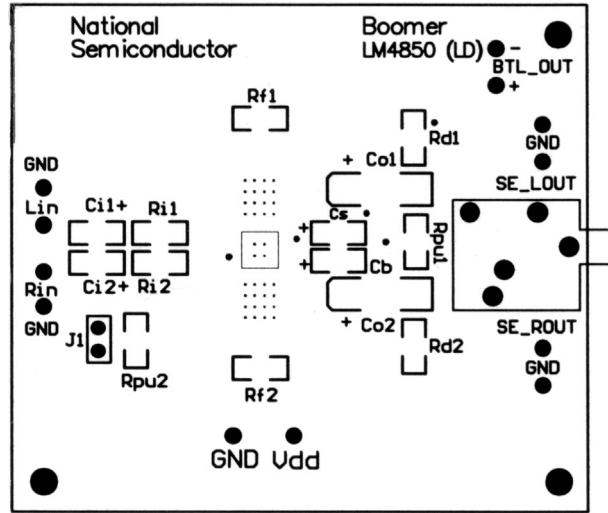 National
Semiconductor
Boomer
LM4850 (LD)
-
BTL_OUT
+
Rf1
Rd1
GND
+ Co1
GND
SE_LOUT
Lin
Ci1+
Ri1
Cs
+
Rpu1
+
Cb
Rin
Ci2+
Ri2
GND
+ Co2
SE_ROUT
J1
Rd2
GND
Rpu2
Rf2
GND
Vdd